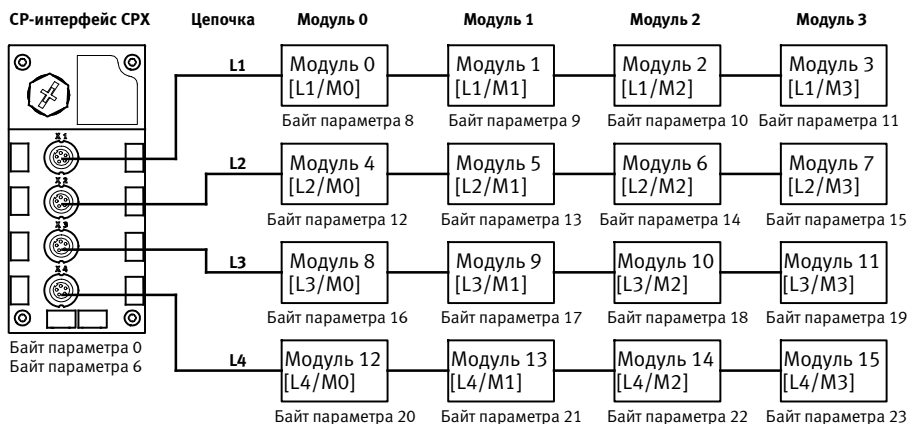 CP-интерфейс CPX Цепочка Модуль 0 Модуль 1 Модуль 2 Модуль 3
X1
L1
Модуль 0 Модуль 1 Модуль 2 Модуль 3
[L1/M0] [L1/M1] [L1/M2] [L1/M3]
Байт параметра 8 Байт параметра 9 Байт параметра 10 Байт параметра 11
X2
L2
Модуль 4 Модуль 5 Модуль 6 Модуль 7
[L2/M0] [L2/M1] [L2/M2] [L2/M3]
Байт параметра 12 Байт параметра 13 Байт параметра 14 Байт параметра 15
X3
L3
Модуль 8 Модуль 9 Модуль 10 Модуль 11
[L3/M0] [L3/M1] [L3/M2] [L3/M3]
Байт параметра 16 Байт параметра 17 Байт параметра 18 Байт параметра 19
X4
Байт параметра 0
Байт параметра 6
L4
Модуль 12 Модуль 13 Модуль 14 Модуль 15
[L4/M0] [L4/M1] [L4/M2] [L4/M3]
Байт параметра 20 Байт параметра 21 Байт параметра 22 Байт параметра 23